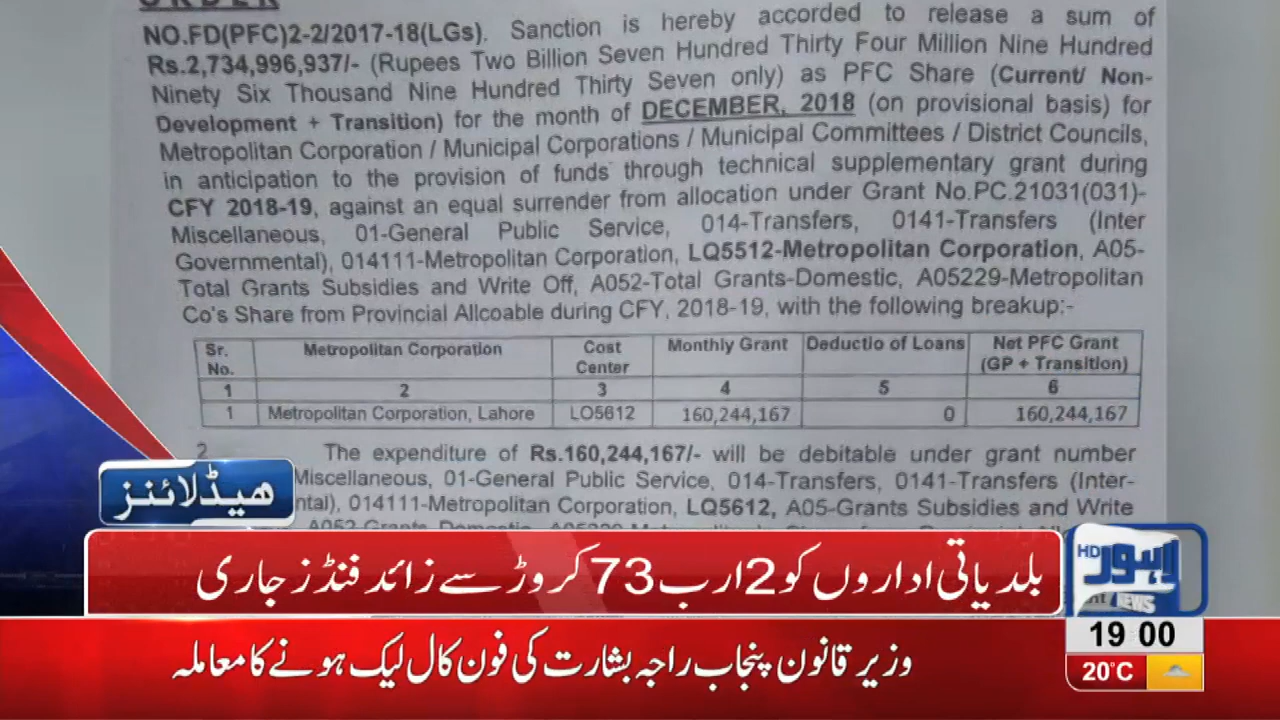 ORDER
NO.FD(PFC)2-2/2017-18(LGs). Sanction is hereby accorded to release a sum of
Rs.2,734,996,937/- (Rupees Two Billion Seven Hundred Thirty Four Million Nine Hundred
Ninety Six Thousand Nine Hundred Thirty Seven only) as PFC Share (Current/ Non-
Development + Transition) for the month of DECEMBER, 2018 (on provisional basis) for
Metropolitan Corporation / Municipal Corporations / Municipal Committees / District Councils,
in anticipation to the provision of funds through technical supplementary grant during
CFY 2018-19, against an equal surrender from allocation under Grant No.PC.21031(031)-
Miscellaneous, 01-General Public Service, 014-Transfers, 0141-Transfers (Inter
Governmental), 014111-Metropolitan Corporation, LQ5512-Metropolitan Corporation, A05-
Total Grants Subsidies and Write Off, A052-Total Grants-Domestic, A05229-Metropolitan
Co's Share from Provincial Allcoable during CFY, 2018-19, with the following breakup:-
Sr. No. Metropolitan Corporation Cost Center Monthly Grant Deductio of Loans Net PFC Grant (GP + Transition)
1 2 3 4 5 6
1 Metropolitan Corporation, Lahore LO5612 160,244,167 0 160,244,167
2. The expenditure of Rs.160,244,167/- will be debitable under grant number
Miscellaneous, 01-General Public Service, 014-Transfers, 0141-Transfers (Inter-
ntal), 014111-Metropolitan Corporation, LQ5612, A05-Grants Subsidies and Write
ہیڈلائنز
بلدیاتی اداروں کو 2 ارب 73 کروڑ سے زائد فنڈز جاری
HD لاہور
NEWS
19 00
وزیر قانون پنجاب راجہ بشارت کی فون کال لیک ہونے کا معاملہ
20°C